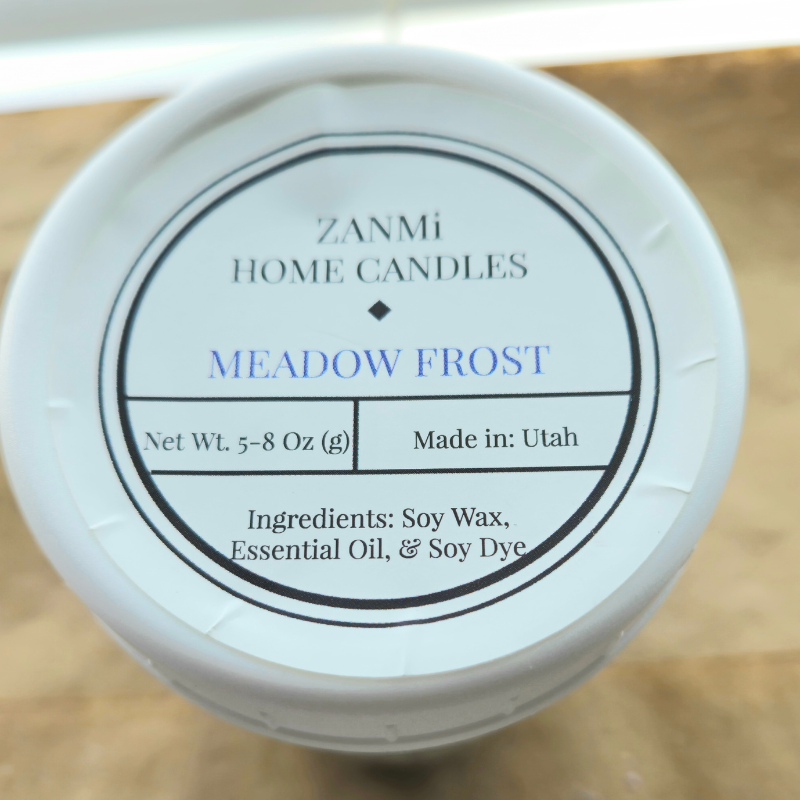 ZANMi
HOME CANDLES
MEADOW FROST
Net Wt. 5-8 Oz (g)
Made in: Utah
Ingredients: Soy Wax,
Essential Oil, & Soy Dye